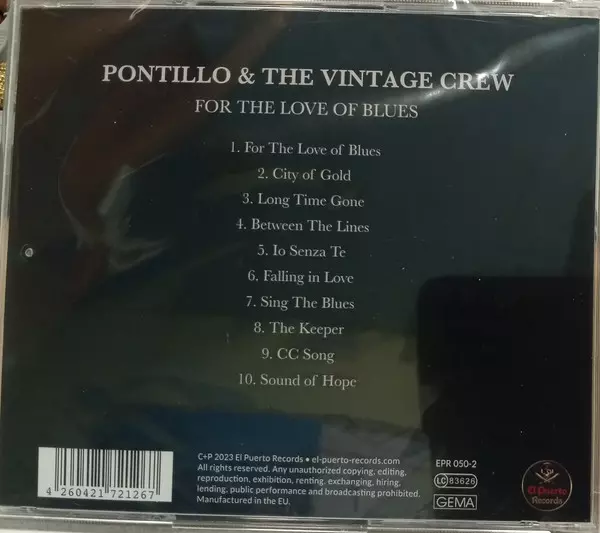 PONTILLO & THE VINTAGE CREW
FOR THE LOVE OF BLUES
1. For The Love of Blues
2. City of Gold
3. Long Time Gone
4. Between The Lines
5. Io Senza Te
6. Falling in Love
7. Sing The Blues
8. The Keeper
9. CC Song
10. Sound of Hope
4 260421 721267
C+P 2023 El Puerto Records • el-puerto-records.com
All rights reserved. Any unauthorized copying, editing,
reproduction, exhibition, renting, exchanging, hiring,
lending, public performance and broadcasting prohibited.
Manufactured in the EU.
EPR 050-2
LC 83626
GEMA
El Puerto
Records